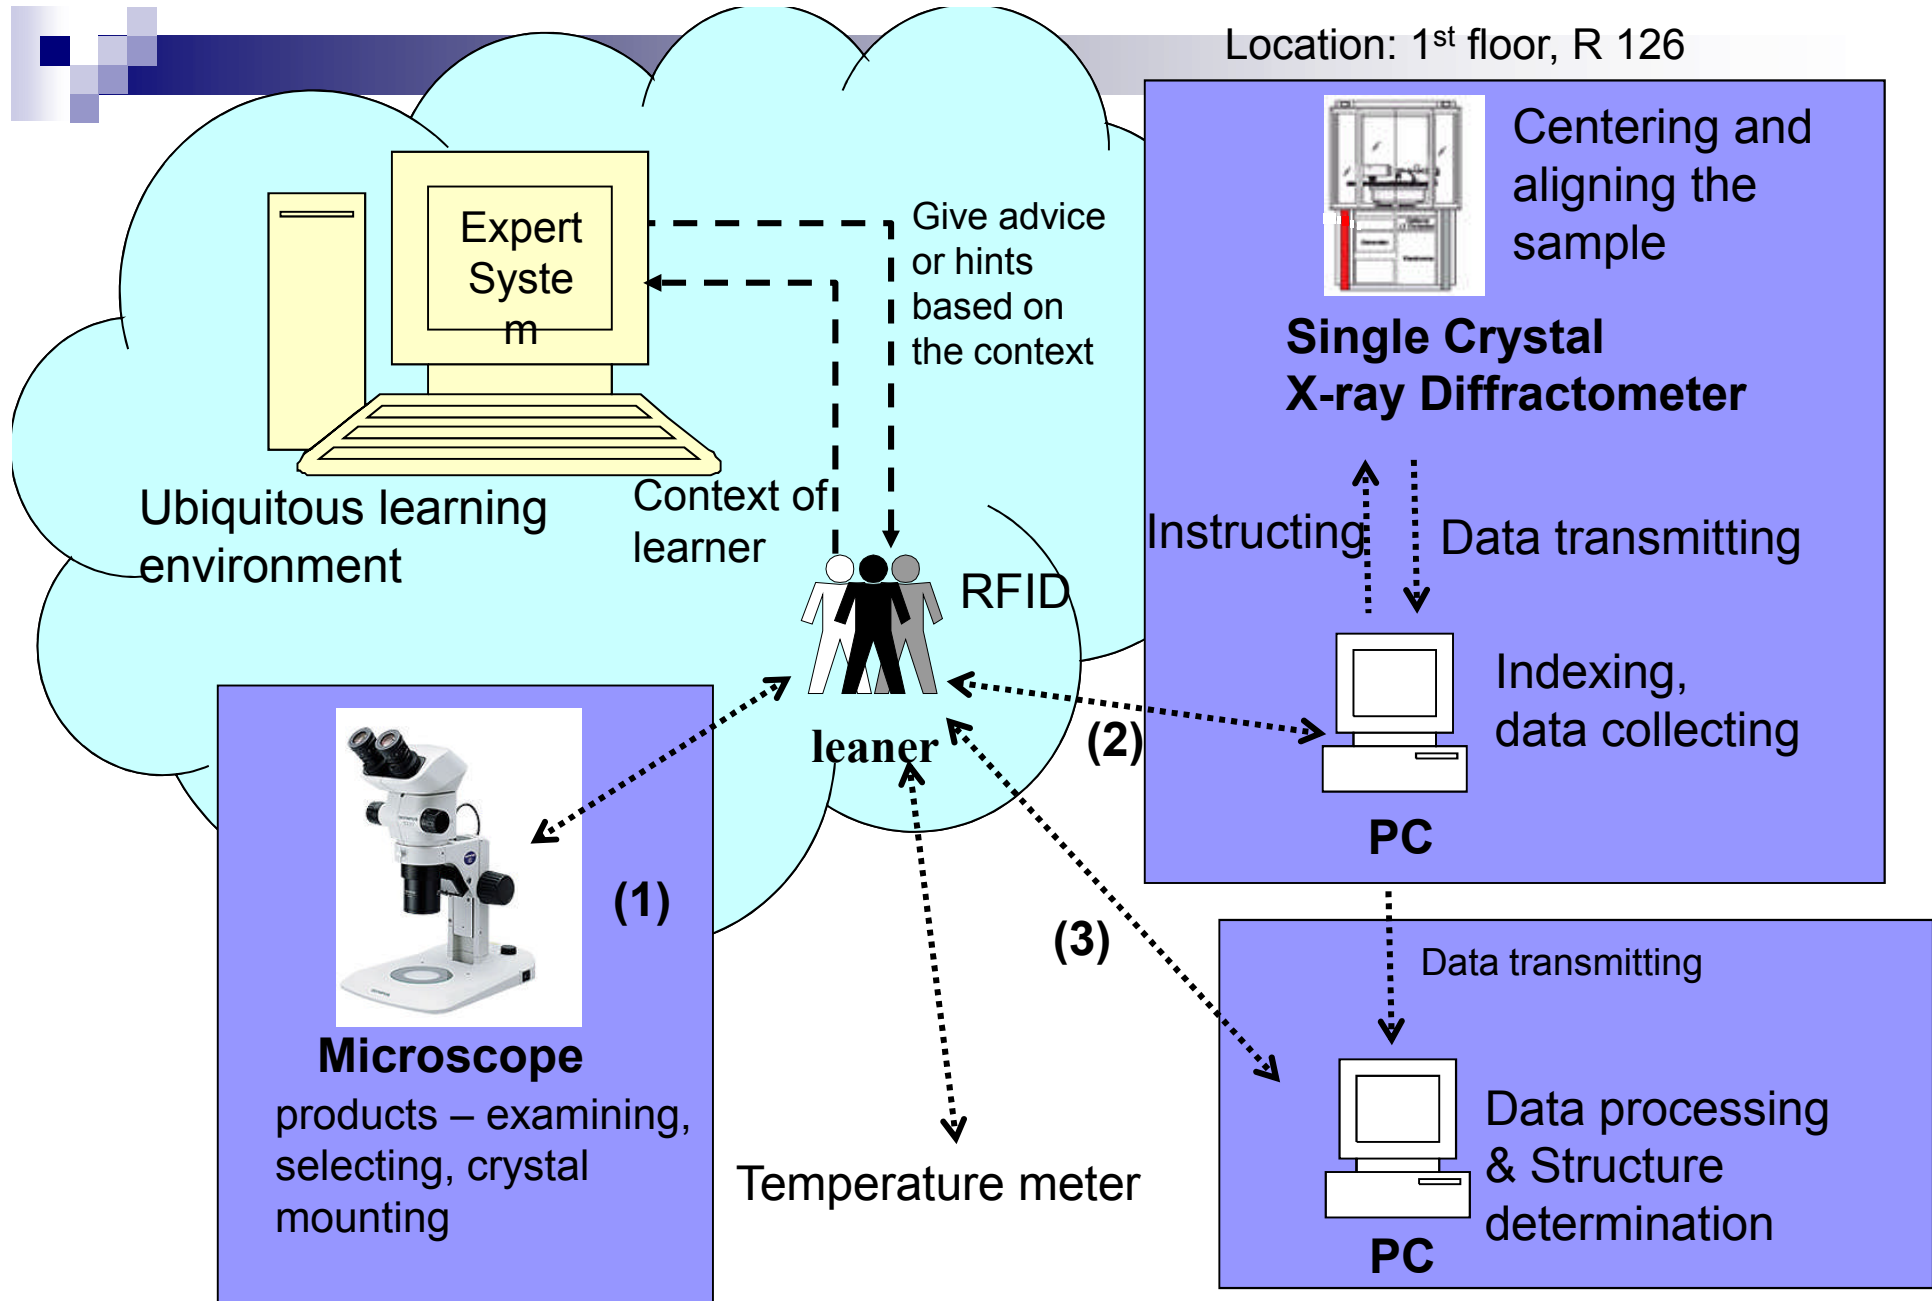 Location: 1st floor, R 126
Expert
Syste
m
Give advice
or hints
based on
the context
Ubiquitous learning
environment
Context of
learner
RFID
leaner
Centering and
aligning the
sample
Single Crystal
X-ray Diffractometer
Instructing
Data transmitting
Indexing,
data collecting
PC
(1)
(2)
(3)
Microscope
products – examining,
selecting, crystal
mounting
Temperature meter
Data transmitting
Data processing
& Structure
determination
PC